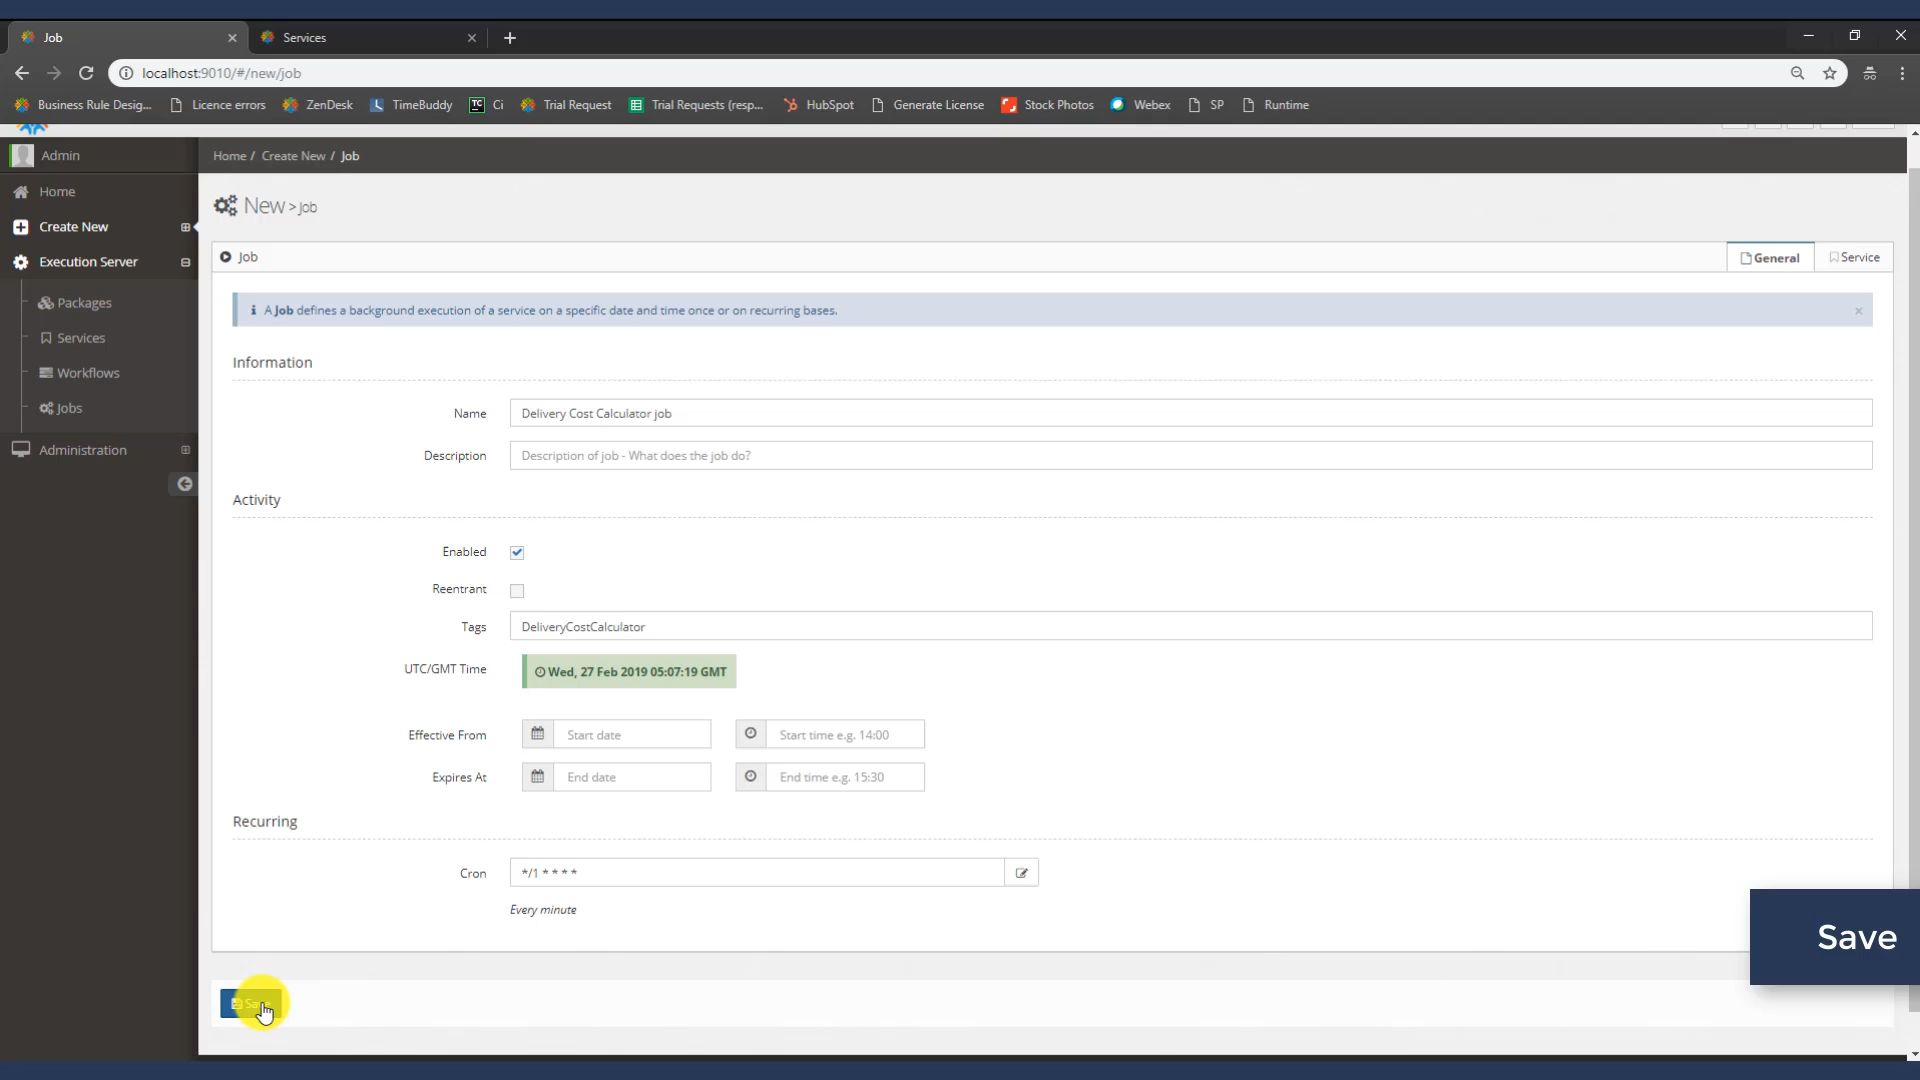 Job
Services
localhost:9010/#/new/job
Business Rule Desig...
Licence errors
ZenDesk
TimeBuddy
TC
Ci
Trial Request
Trial Requests (resp...
HubSpot
Generate License
Stock Photos
Webex
SP
Runtime
Admin
Home
Create New
Execution Server
Packages
Services
Workflows
Jobs
Administration
Home / Create New / Job
New > Job
Job
General
Service
A Job defines a background execution of a service on a specific date and time once or on recurring bases.
Information
Name
Delivery Cost Calculator job
Description
Description of job - What does the job do?
Activity
Enabled
Reentrant
Tags
DeliveryCostCalculator
UTC/GMT Time
Wed, 27 Feb 2019 05:07:19 GMT
Effective From
Start date
Start time e.g. 14:00
Expires At
End date
End time e.g. 15:30
Recurring
Cron
*/1 * * * *
Every minute
Save
Save